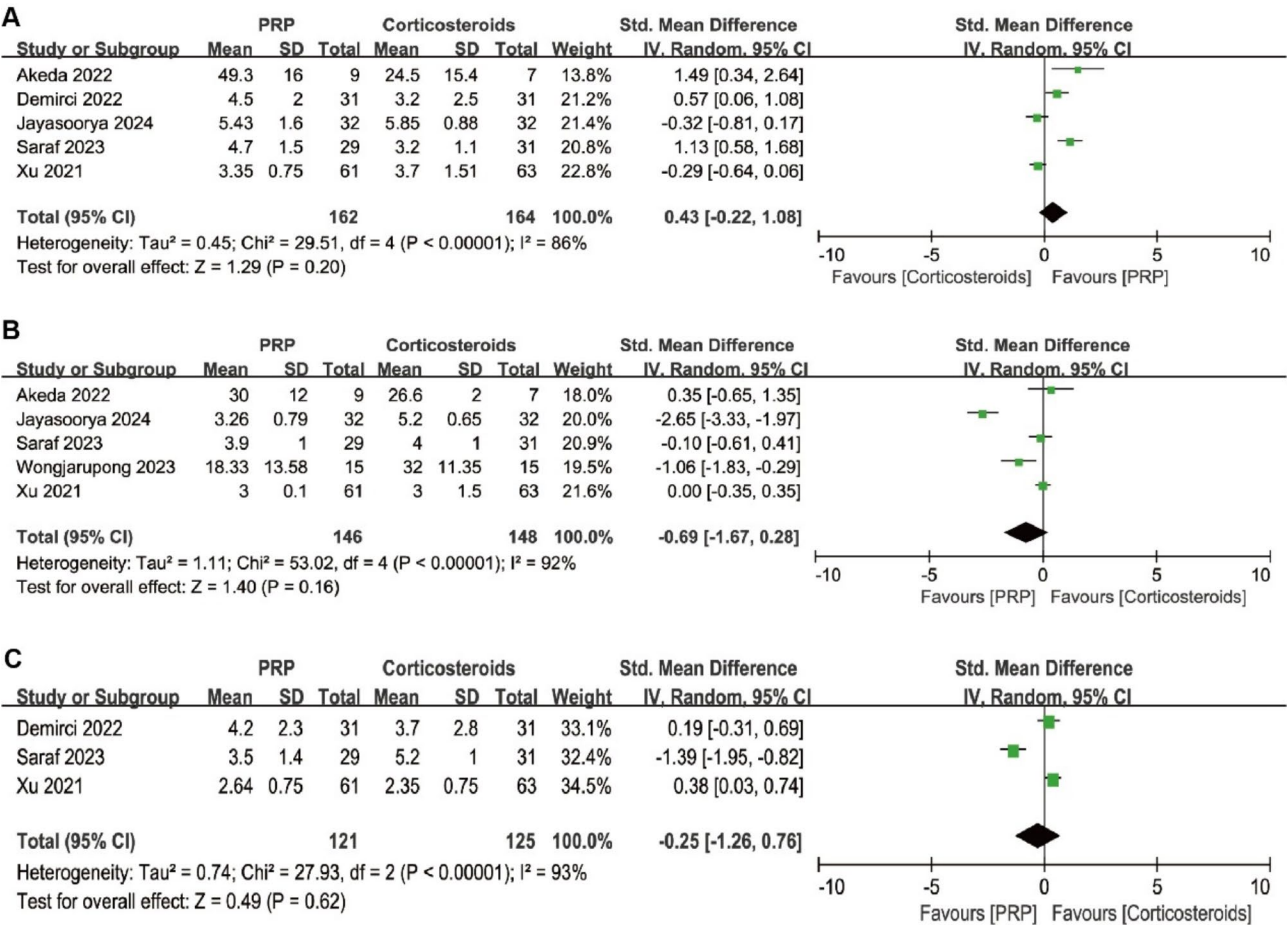 A
PRP Corticosteroids Std. Mean Difference Std. Mean Difference
Study or Subgroup Mean SD Total Mean SD Total Weight IV, Random, 95% CI IV, Random, 95% CI
Akeda 2022 49.3 16 9 24.5 15.4 7 13.8% 1.49 [0.34, 2.64]
Demirci 2022 4.5 2 31 3.2 2.5 31 21.2% 0.57 [0.06, 1.08]
Jayasoorya 2024 5.43 1.6 32 5.85 0.88 32 21.4% -0.32 [-0.81, 0.17]
Saraf 2023 4.7 1.5 29 3.2 1.1 31 20.8% 1.13 [0.58, 1.68]
Xu 2021 3.35 0.75 61 3.7 1.51 63 22.8% -0.29 [-0.64, 0.06]
Total (95% CI) 162 164 100.0% 0.43 [-0.22, 1.08]
Heterogeneity: Tau² = 0.45; Chi² = 29.51, df = 4 (P < 0.00001); I² = 86%
Test for overall effect: Z = 1.29 (P = 0.20)
-10 -5 0 5 10
Favours [Corticosteroids] Favours [PRP]
B
PRP Corticosteroids Std. Mean Difference Std. Mean Difference
Study or Subgroup Mean SD Total Mean SD Total Weight IV, Random, 95% CI IV, Random, 95% CI
Akeda 2022 30 12 9 26.6 2 7 18.0% 0.35 [-0.65, 1.35]
Jayasoorya 2024 3.26 0.79 32 5.2 0.65 32 20.0% -2.65 [-3.33, -1.97]
Saraf 2023 3.9 1 29 4 1 31 20.9% -0.10 [-0.61, 0.41]
Wongjarupong 2023 18.33 13.58 15 32 11.35 15 19.5% -1.06 [-1.83, -0.29]
Xu 2021 3 0.1 61 3 1.5 63 21.6% 0.00 [-0.35, 0.35]
Total (95% CI) 146 148 100.0% -0.69 [-1.67, 0.28]
Heterogeneity: Tau² = 1.11; Chi² = 53.02, df = 4 (P < 0.00001); I² = 92%
Test for overall effect: Z = 1.40 (P = 0.16)
-10 -5 0 5 10
Favours [PRP] Favours [Corticosteroids]
C
PRP Corticosteroids Std. Mean Difference Std. Mean Difference
Study or Subgroup Mean SD Total Mean SD Total Weight IV, Random, 95% CI IV, Random, 95% CI
Demirci 2022 4.2 2.3 31 3.7 2.8 31 33.1% 0.19 [-0.31, 0.69]
Saraf 2023 3.5 1.4 29 5.2 1 31 32.4% -1.39 [-1.95, -0.82]
Xu 2021 2.64 0.75 61 2.35 0.75 63 34.5% 0.38 [0.03, 0.74]
Total (95% CI) 121 125 100.0% -0.25 [-1.26, 0.76]
Heterogeneity: Tau² = 0.74; Chi² = 27.93, df = 2 (P < 0.00001); I² = 93%
Test for overall effect: Z = 0.49 (P = 0.62)
-10 -5 0 5 10
Favours [PRP] Favours [Corticosteroids]